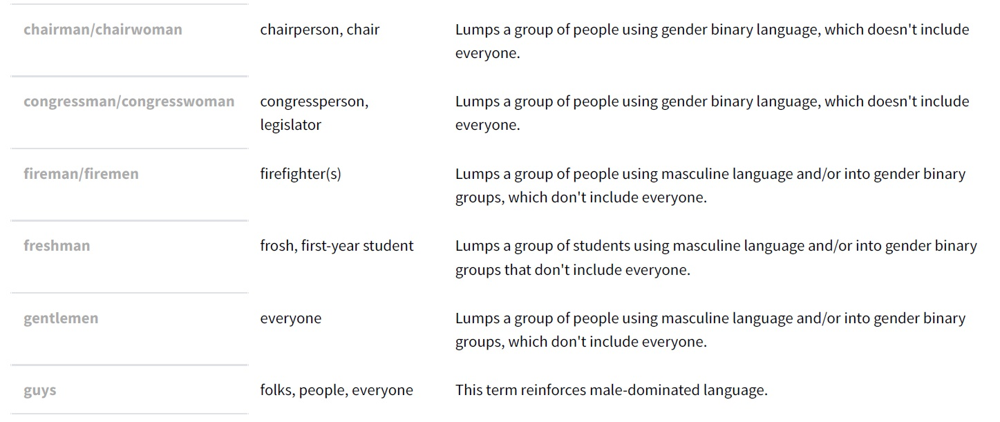 chairman/chairwoman chairperson, chair Lumps a group of people using gender binary language, which doesn't include
everyone.
congressman/congresswoman congressperson, Lumps a group of people using gender binary language, which doesn't include
legislator everyone.
fireman/firemen firefighter(s) Lumps a group of people using masculine language and/or into gender binary
groups, which don't include everyone.
freshman frosh, first-year student Lumps a group of students using masculine language and/or into gender binary
groups that don't include everyone.
gentlemen everyone Lumps a group of people using masculine language and/or into gender binary
groups, which don't include everyone.
guys folks, people, everyone This term reinforces male-dominated language.